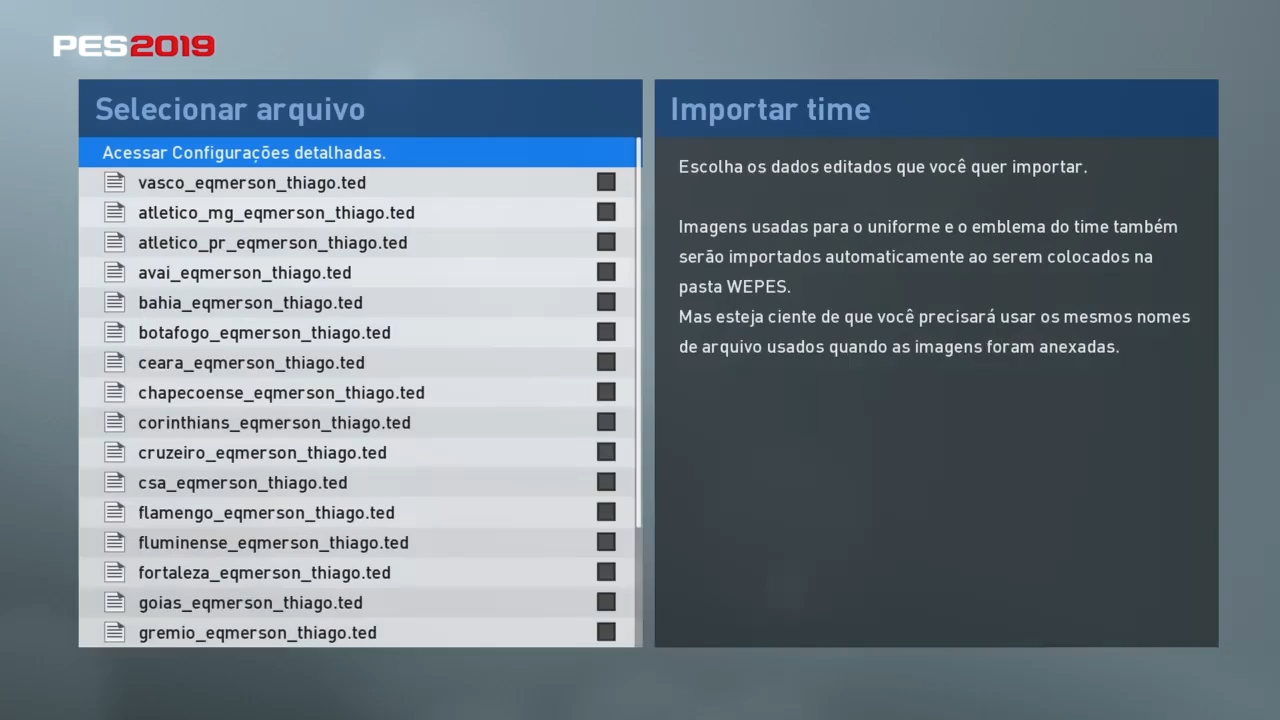 PES2019
Selecionar arquivo
Acessar Configurações detalhadas.
vasco_eqmerson_thiago.ted
atletico_mg_eqmerson_thiago.ted
atletico_pr_eqmerson_thiago.ted
avai_eqmerson_thiago.ted
bahia_eqmerson_thiago.ted
botafogo_eqmerson_thiago.ted
ceara_eqmerson_thiago.ted
chapecoense_eqmerson_thiago.ted
corinthians_eqmerson_thiago.ted
cruzeiro_eqmerson_thiago.ted
csa_eqmerson_thiago.ted
flamengo_eqmerson_thiago.ted
fluminense_eqmerson_thiago.ted
fortaleza_eqmerson_thiago.ted
goias_eqmerson_thiago.ted
gremio_eqmerson_thiago.ted
Importar time
Escolha os dados editados que você quer importar.
Imagens usadas para o uniforme e o emblema do time também
serão importados automaticamente ao serem colocados na
pasta WEPES.
Mas esteja ciente de que você precisará usar os mesmos nomes
de arquivo usados quando as imagens foram anexadas.